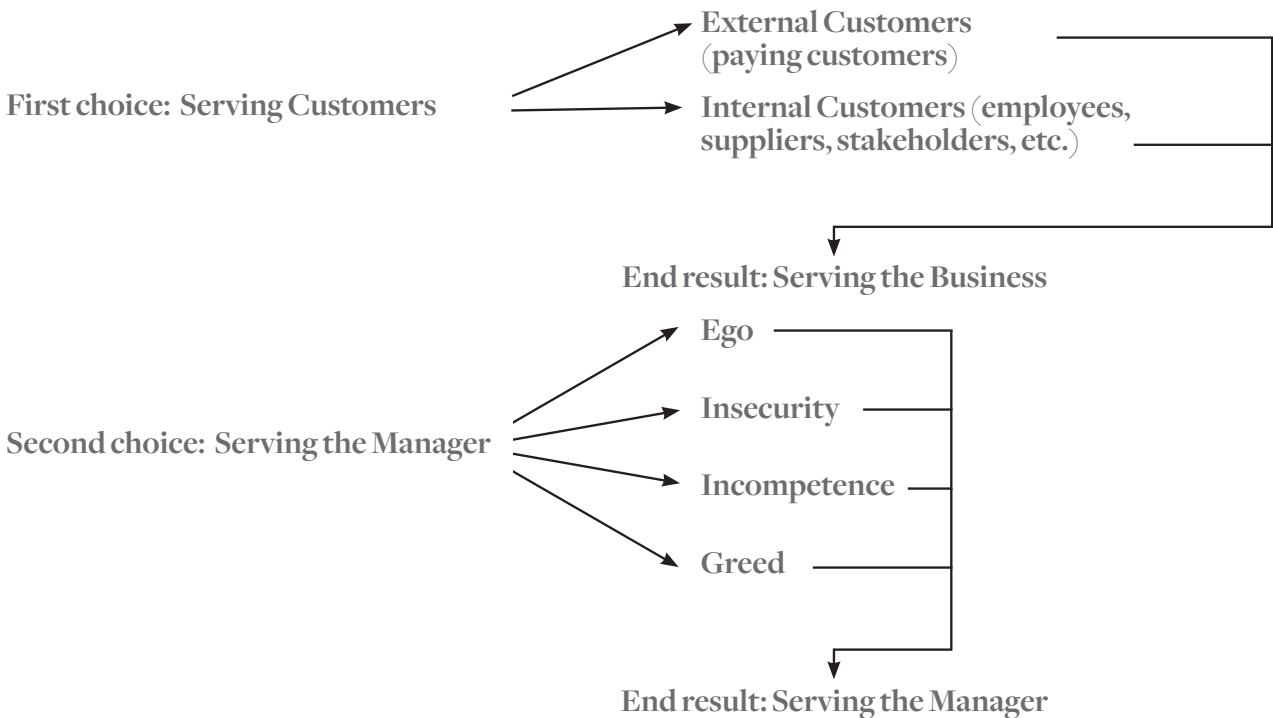 External Customers
(paying customers)
First choice: Serving Customers
Internal Customers (employees,
suppliers, stakeholders, etc.)
End result: Serving the Business
Ego
Insecurity
Second choice: Serving the Manager
Incompetence
Greed
End result: Serving the Manager